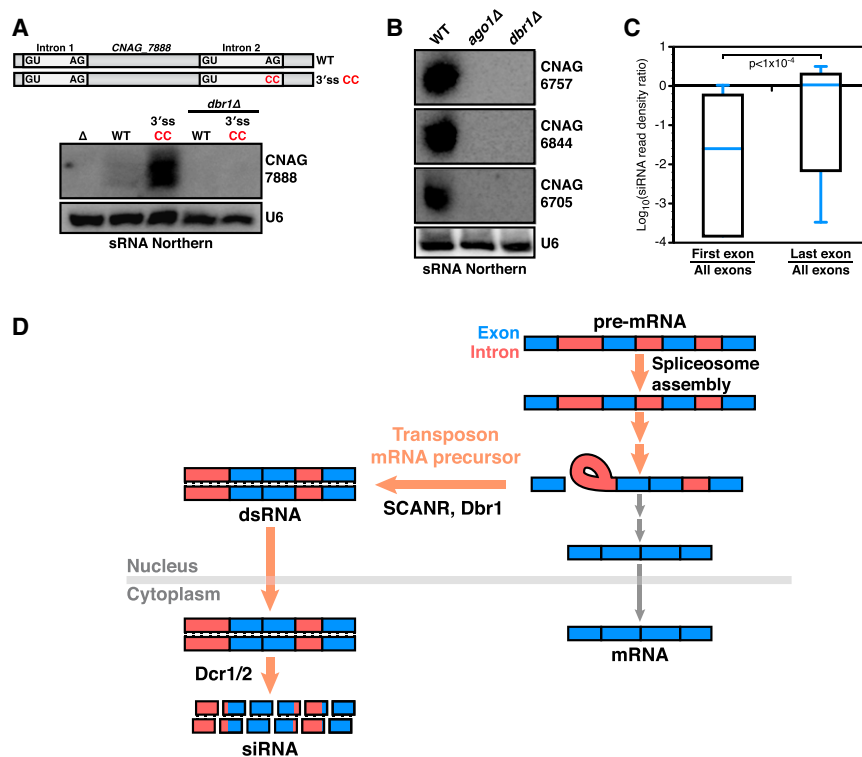 A
Intron 1 CNAG_7888 Intron 2
GU AG GU AG WT
GU AG GU CC 3′ss CC
dbr1Δ
3′ss 3′ss
Δ WT CC WT CC
CNAG
7888
U6
sRNA Northern
B
WT ago1Δ dbr1Δ
CNAG
6757
CNAG
6844
CNAG
6705
U6
sRNA Northern
C
Log10(siRNA read density ratio)
1
0
-1
-2
-3
-4
p<1x10-4
First exon
All exons
Last exon
All exons
D
pre-mRNA
Exon
Intron
Spliceosome
assembly
Transposon
mRNA precursor
SCANR, Dbr1
dsRNA
Nucleus
Cytoplasm
mRNA
Dcr1/2
siRNA